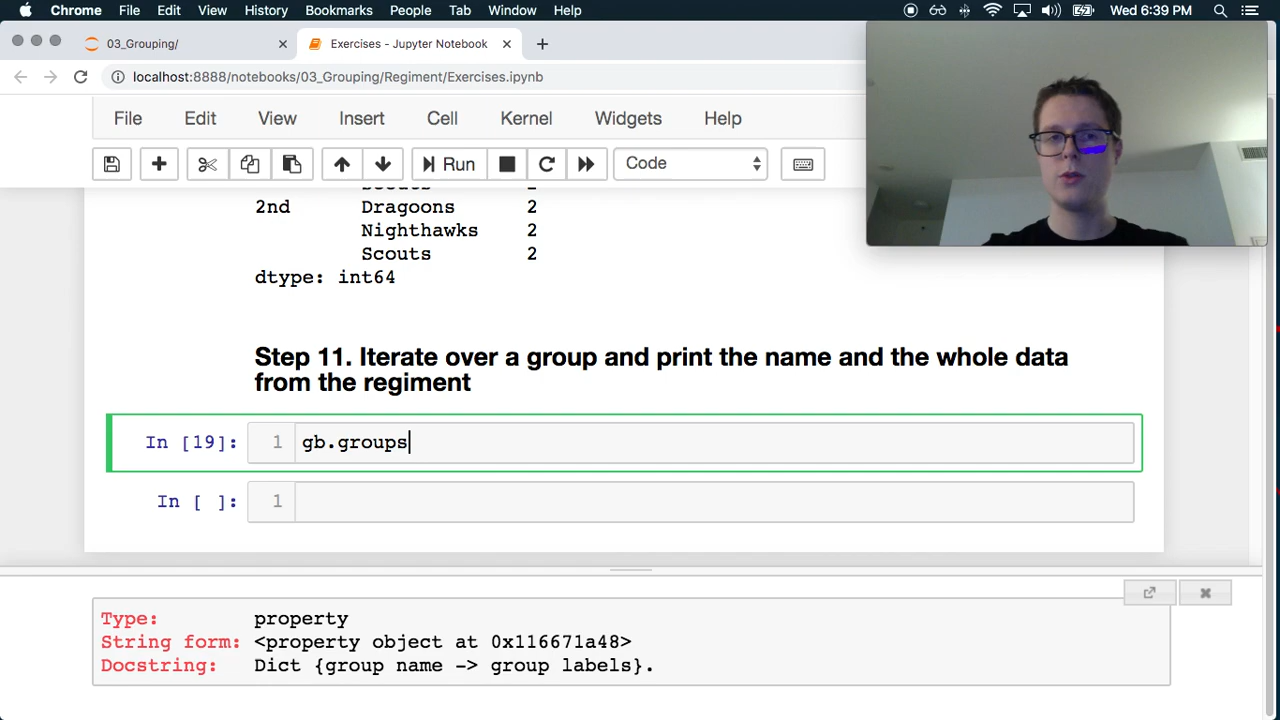 Chrome File Edit View History Bookmarks People Tab Window Help Wed 6:39 PM
03_Grouping/ Exercises - Jupyter Notebook
localhost:8888/notebooks/03_Grouping/Regiment/Exercises.ipynb
File Edit View Insert Cell Kernel Widgets Help
Run Code
2nd Dragoons 2
Nighthawks 2
Scouts 2
dtype: int64
Step 11. Iterate over a group and print the name and the whole data
from the regiment
In [19]: 1 gb.groups
In [ ]: 1
Type: property
String form: <property object at 0x116671a48>
Docstring: Dict {group name -> group labels}.